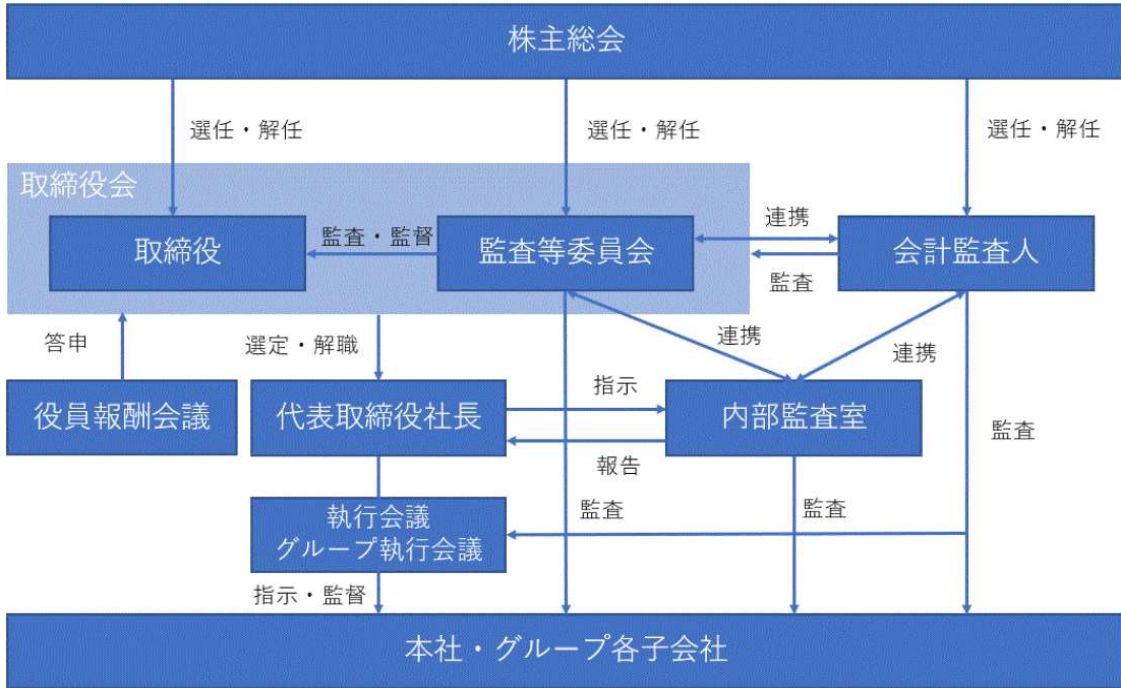 株主総会
選任・解任
選任・解任
選任・解任
取締役会
取締役
監査・監督
監査等委員会
連携
監査
会計監査人
答申
選定・解職
連携
連携
役員報酬会議
代表取締役社長
指示
報告
内部監査室
監査
執行会議
グループ執行会議
監査
監査
指示・監督
本社・グループ各子会社